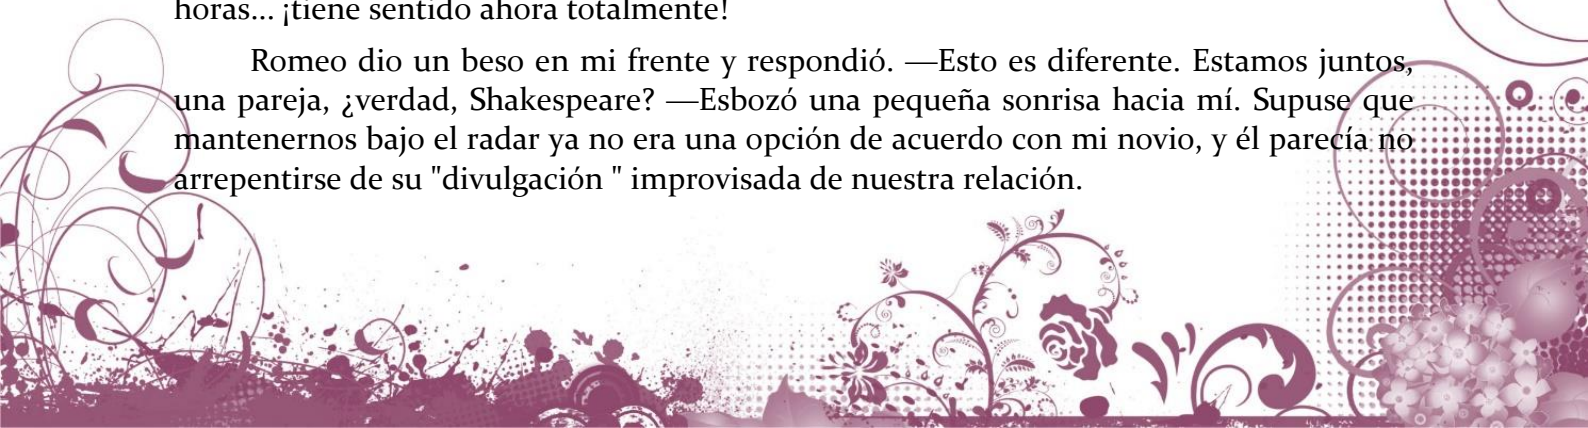 horas... ¡tiene sentido ahora totalmente!
Romeo dio un beso en mi frente y respondió. —Esto es diferente. Estamos juntos,
una pareja, ¿verdad, Shakespeare? —Esbozó una pequeña sonrisa hacia mí. Supuse que
mantenernos bajo el radar ya no era una opción de acuerdo con mi novio, y él parecía no
arrepentirse de su "divulgación " improvisada de nuestra relación.